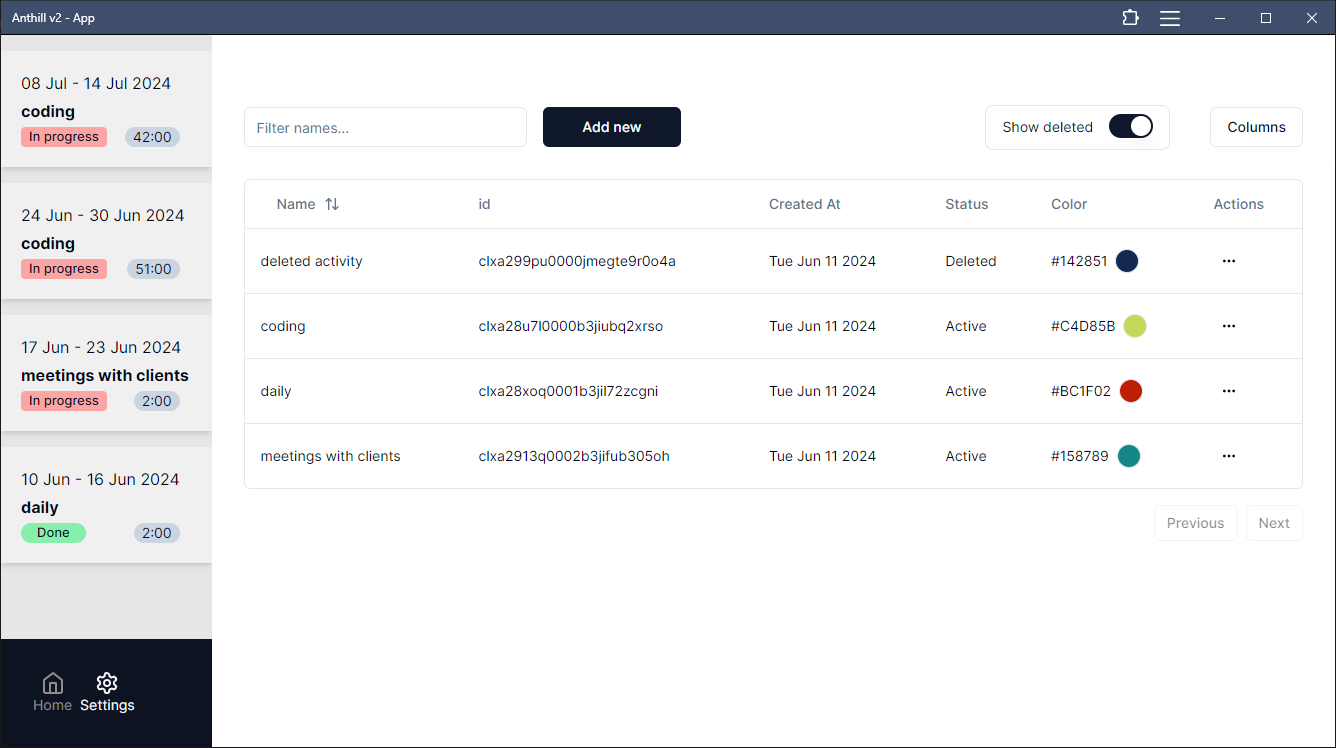 Anthill v2 - App
08 Jul - 14 Jul 2024
coding
In progress 42:00
24 Jun - 30 Jun 2024
coding
In progress 51:00
17 Jun - 23 Jun 2024
meetings with clients
In progress 2:00
10 Jun - 16 Jun 2024
daily
Done 2:00
Home Settings
Filter names... Add new Show deleted Columns
Name id Created At Status Color Actions
deleted activity clxa299pu0000jmegte9r0o4a Tue Jun 11 2024 Deleted #142851 ...
coding clxa28u7l0000b3jiubq2xrso Tue Jun 11 2024 Active #C4D85B ...
daily clxa28xoq0001b3jil72zcgni Tue Jun 11 2024 Active #BC1F02 ...
meetings with clients clxa2913q0002b3jifub305oh Tue Jun 11 2024 Active #158789 ...
Previous Next